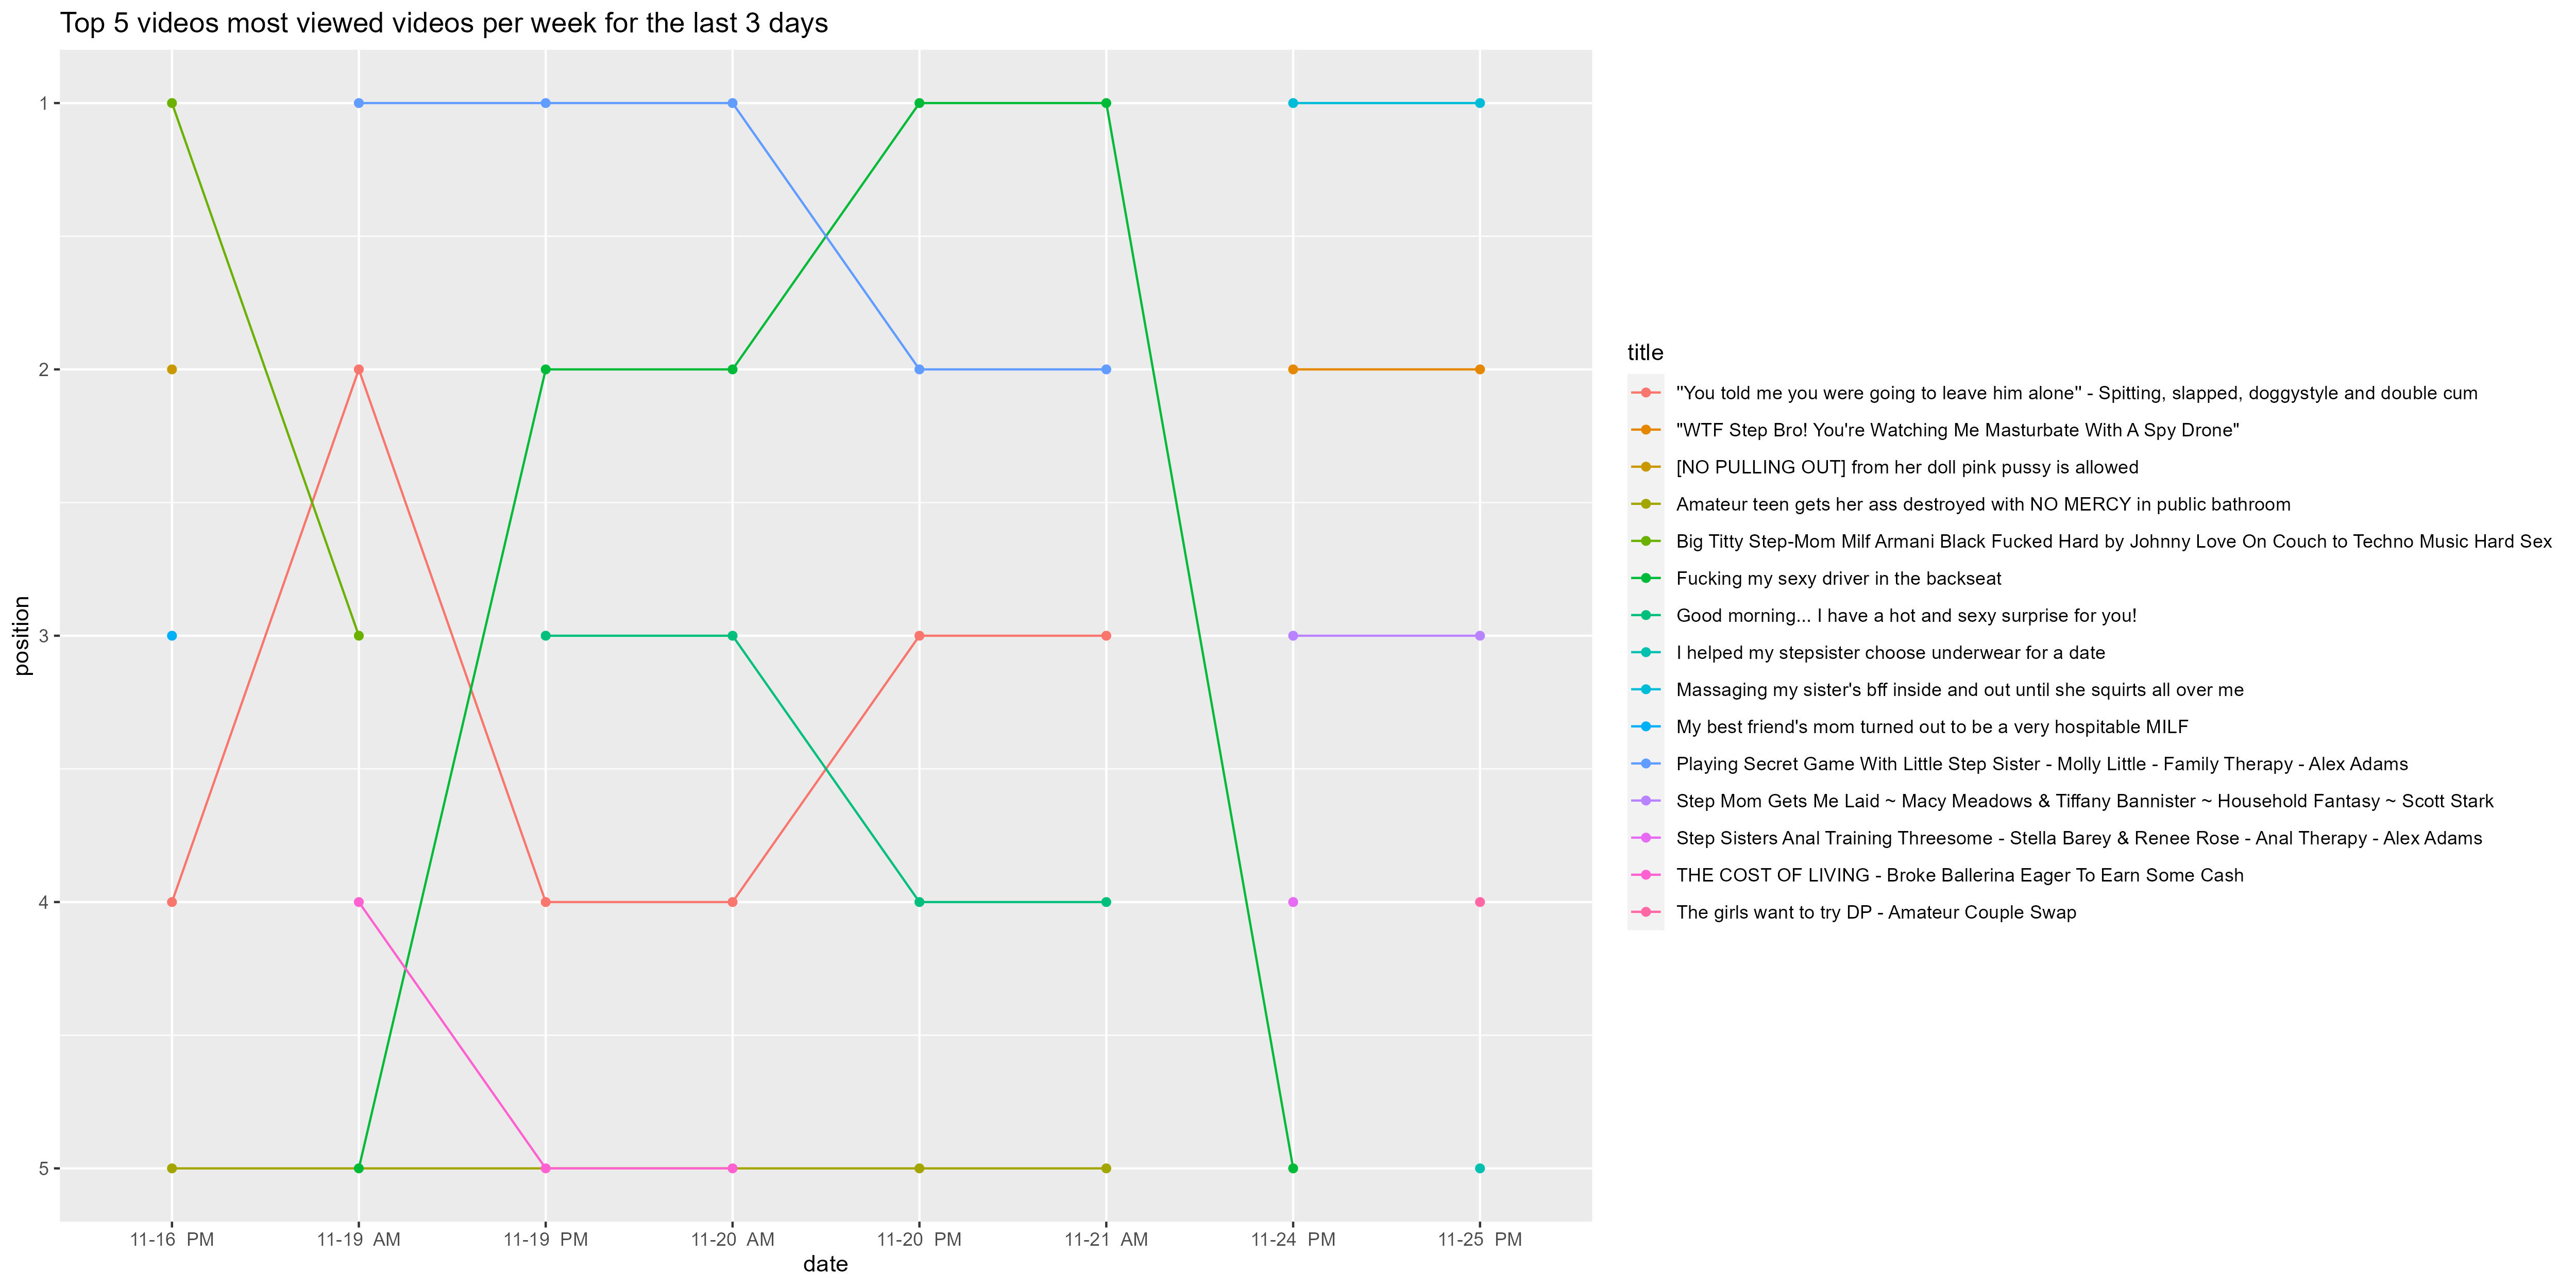 Top 5 videos most viewed videos per week for the last 3 days
position
1
2
3
4
5
11-16 PM
11-19 AM
11-19 PM
11-20 AM
11-20 PM
11-21 AM
11-24 PM
11-25 PM
date
title
"You told me you were going to leave him alone" - Spitting, slapped, doggystyle and double cum
"WTF Step Bro! You're Watching Me Masturbate With A Spy Drone"
[NO PULLING OUT] from her doll pink pussy is allowed
Amateur teen gets her ass destroyed with NO MERCY in public bathroom
Big Titty Step-Mom Milf Armani Black Fucked Hard by Johnny Love On Couch to Techno Music Hard Sex
Fucking my sexy driver in the backseat
Good morning... I have a hot and sexy surprise for you!
I helped my stepsister choose underwear for a date
Massaging my sister's bff inside and out until she squirts all over me
My best friend's mom turned out to be a very hospitable MILF
Playing Secret Game With Little Step Sister - Molly Little - Family Therapy - Alex Adams
Step Mom Gets Me Laid ~ Macy Meadows & Tiffany Bannister ~ Household Fantasy ~ Scott Stark
Step Sisters Anal Training Threesome - Stella Barey & Renee Rose - Anal Therapy - Alex Adams
THE COST OF LIVING - Broke Ballerina Eager To Earn Some Cash
The girls want to try DP - Amateur Couple Swap